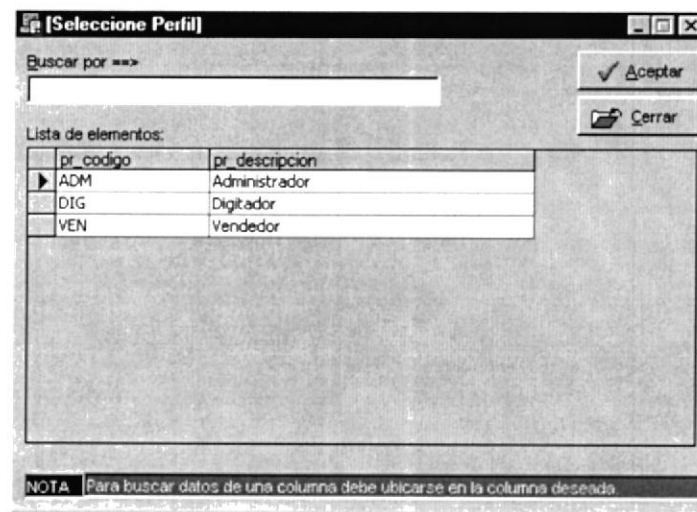 [Seleccione Perfil]
Buscar por ==>
Aceptar
Cerrar
Lista de elementos:
pr_codigo pr_descripcion
ADM Administrador
DIG Digitador
VEN Vendedor
NOTA Para buscar datos de una columna debe ubicarse en la columna deseada.